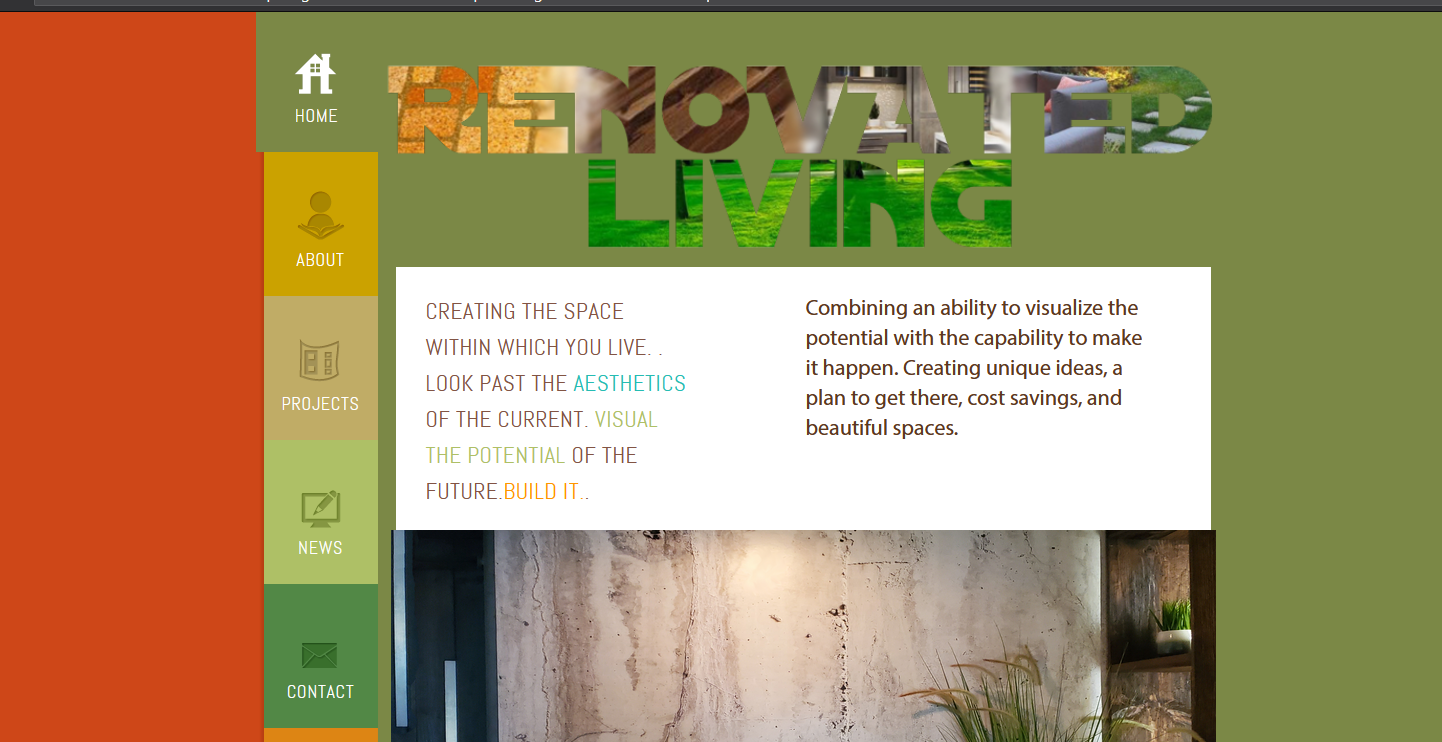 HOME
RENOVATED
LIVING
ABOUT
PROJECTS
NEWS
CONTACT
CREATING THE SPACE
WITHIN WHICH YOU LIVE. .
LOOK PAST THE AESTHETICS
OF THE CURRENT. VISUAL
THE POTENTIAL OF THE
FUTURE.BUILD IT..
Combining an ability to visualize the
potential with the capability to make
it happen. Creating unique ideas, a
plan to get there, cost savings, and
beautiful spaces.